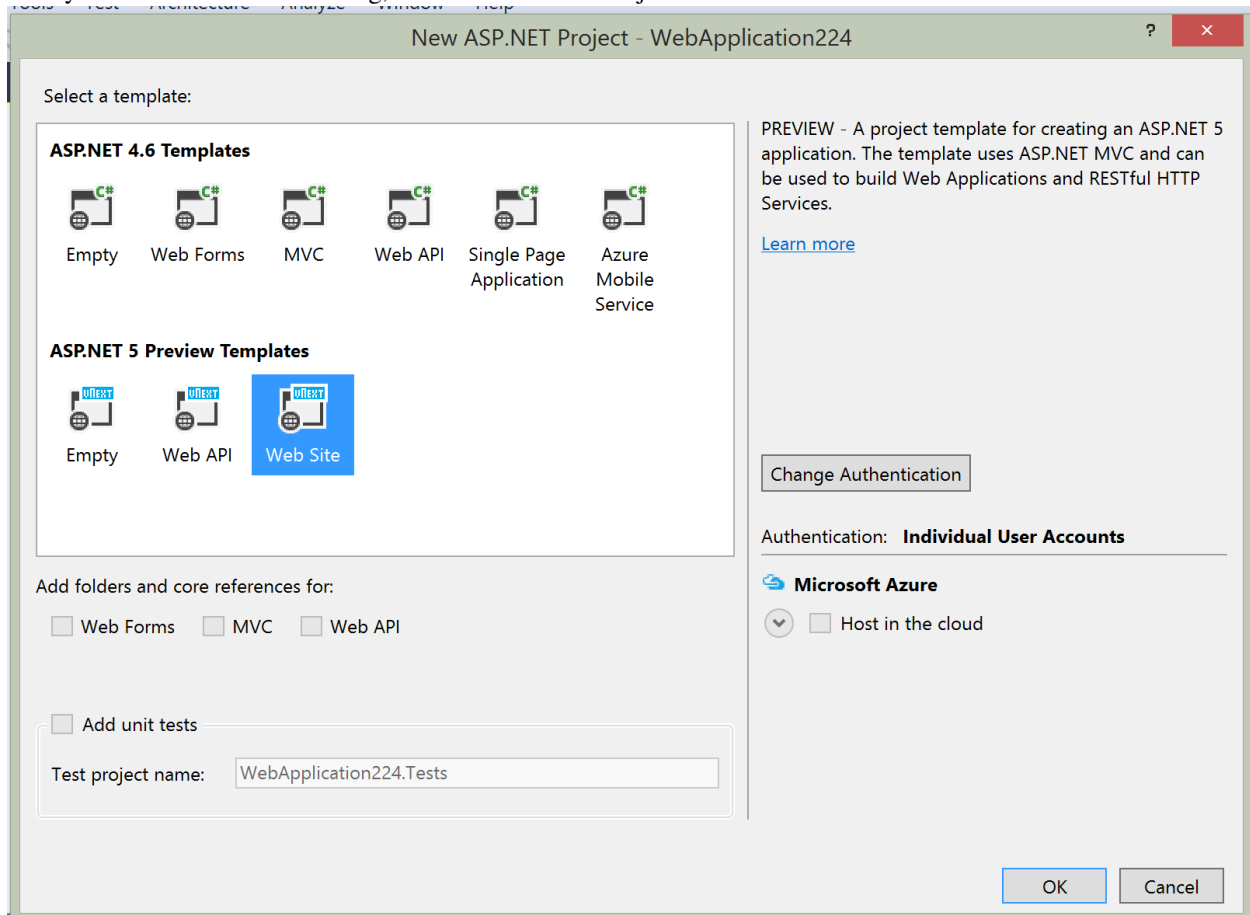 New ASP.NET Project - WebApplication224
?
Select a template:
ASP.NET 4.6 Templates
C# C# C# C# C# C#
Empty Web Forms MVC Web API Single Page Application Azure Mobile Service
ASP.NET 5 Preview Templates
vnext vnext vnext
Empty Web API Web Site
PREVIEW - A project template for creating an ASP.NET 5
application. The template uses ASP.NET MVC and can
be used to build Web Applications and RESTful HTTP
Services.
Learn more
Change Authentication
Authentication: Individual User Accounts
Microsoft Azure
Host in the cloud
Add folders and core references for:
Web Forms MVC Web API
Add unit tests
Test project name: WebApplication224.Tests
OK Cancel